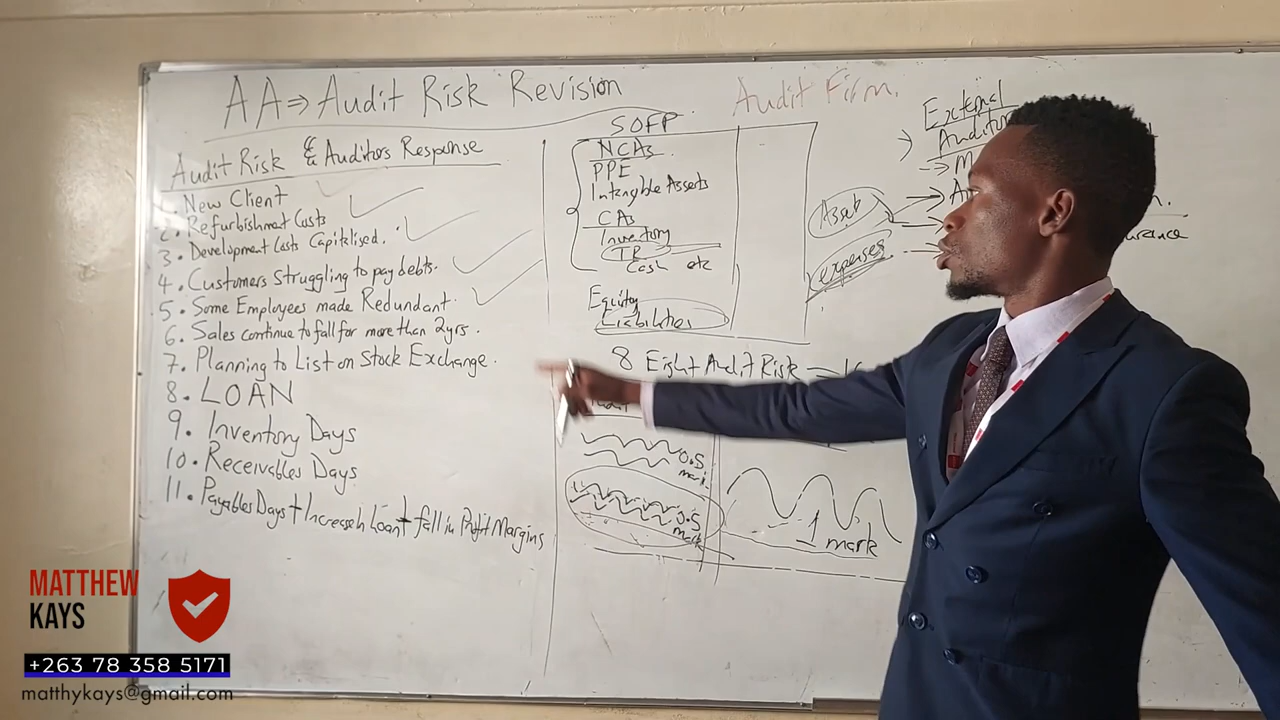 AA ⇒ Audit Risk Revision
Audit Risk & Auditors Response
1. New Client
2. Refurbishment Costs
3. Development Costs Capitalised.
4. Customers Struggling to pay debts.
5. Some Employees made Redundant.
6. Sales continue to fall for more than 2yrs.
7. Planning to List on Stock Exchange.
8. LOAN
9. Inventory Days
10. Receivables Days
11. Payables Days + Increase in Loan + fall in Profit Margins
SOFP
NCAs
PPE
Intangible Assets
CAs
Inventory
TR
Cash etc
Equity
Liabilities
Audit Firm.
External
Auditor
Asset
expenses
8 Eight Audit Risk
0.5
mark
0.5
mark
1
mark
MATTHEW
KAYS
+263 78 358 5171
matthykays@gmail.com